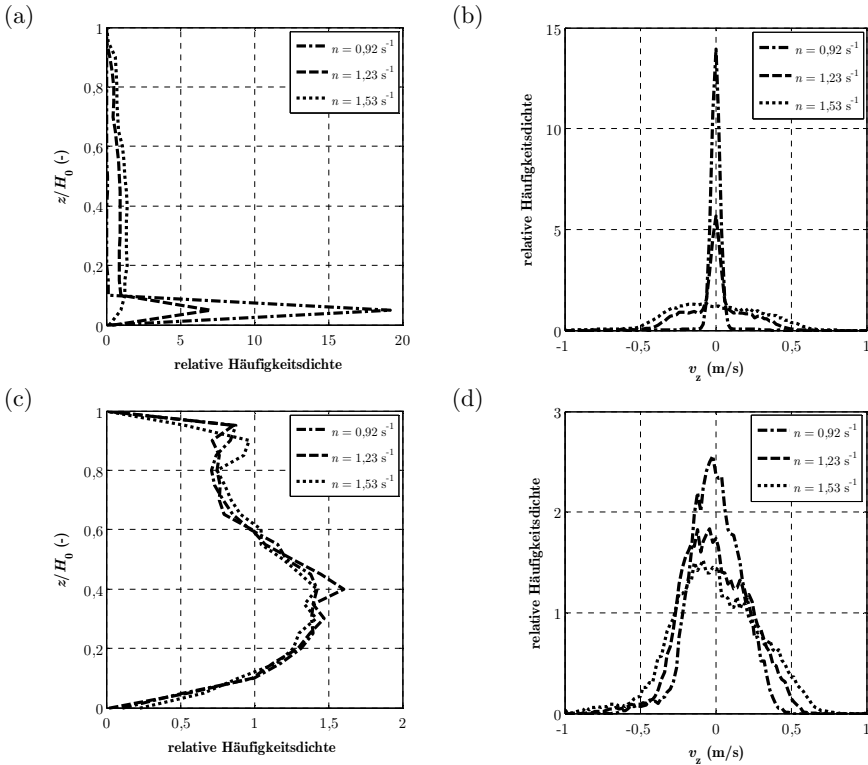 (a)
1
0,8
0,6
0,4
0,2
0
z/H0 (-)
0 5 10 15 20
relative Häufigkeitsdichte
n = 0,92 s-1
n = 1,23 s-1
n = 1,53 s-1
(b)
15
10
5
0
relative Häufigkeitsdichte
-1 -0,5 0 0,5 1
vz (m/s)
n = 0,92 s-1
n = 1,23 s-1
n = 1,53 s-1
(c)
1
0,8
0,6
0,4
0,2
0
z/H0 (-)
0 0,5 1 1,5 2
relative Häufigkeitsdichte
n = 0,92 s-1
n = 1,23 s-1
n = 1,53 s-1
(d)
3
2
1
0
relative Häufigkeitsdichte
-1 -0,5 0 0,5 1
vz (m/s)
n = 0,92 s-1
n = 1,23 s-1
n = 1,53 s-1